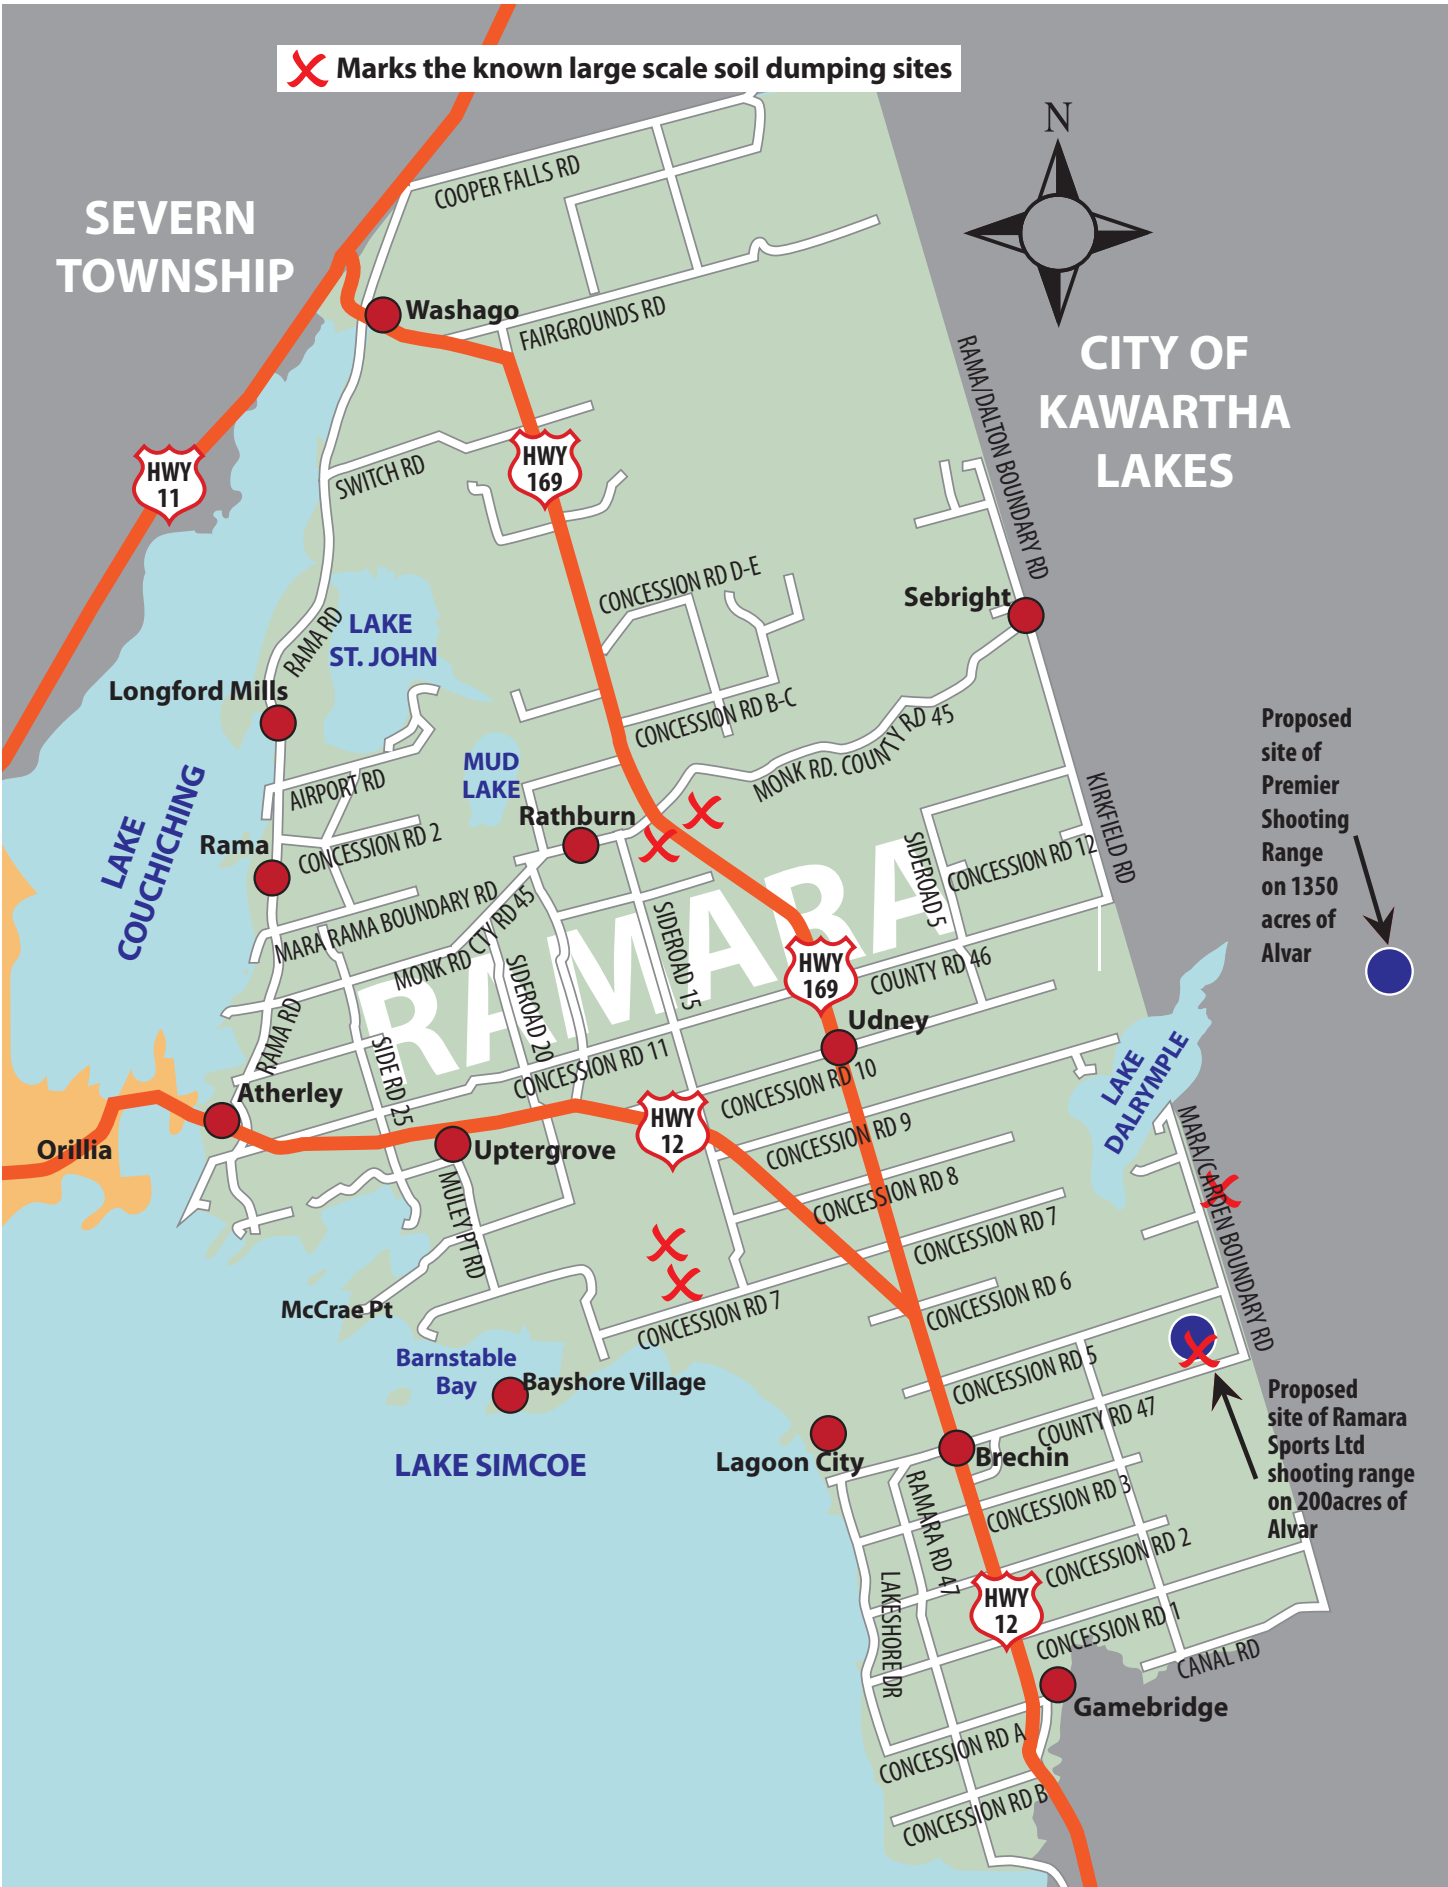 Marks the known large scale soil dumping sites
N
SEVERN
TOWNSHIP
CITY OF
KAWARTHA
LAKES
COOPER FALLS RD
Washago
FAIRGROUNDS RD
RAMA/DALTON BOUNDARY RD
HWY
11
SWITCH RD
HWY
169
CONCESSION RD D-E
Sebright
RAMA RD
LAKE
ST. JOHN
Longford Mills
CONCESSION RD B-C
MONK RD. COUNTY RD 45
Proposed
site of
Premier
Shooting
Range
on 1350
acres of
Alvar
MUD
LAKE
AIRPORT RD
KIRKFIELD RD
LAKE
COUCHICHING
Rathburn
Rama
CONCESSION RD 2
SIDEROAD 5
CONCESSION RD 12
RAMARA
MARA RAMA BOUNDARY RD
MONK RD CTY RD 45
SIDEROAD 15
SIDEROAD 20
HWY
169
COUNTY RD 46
Udney
RAMA RD
SIDE RD 25
CONCESSION RD 11
CONCESSION RD 10
LAKE
DALRYMPLE
Atherley
HWY
12
CONCESSION RD 9
Orillia
Uptergrove
MARA/CARDEN BOUNDARY RD
MULEY PT RD
CONCESSION RD 8
CONCESSION RD 7
McCrae Pt
CONCESSION RD 7
CONCESSION RD 6
Barnstable
Bay
Bayshore Village
CONCESSION RD 5
Proposed
site of Ramara
Sports Ltd
shooting range
on 200acres of
Alvar
COUNTY RD 47
LAKE SIMCOE
Lagoon City
Brechin
RAMARA RD 47
CONCESSION RD 3
CONCESSION RD 2
LAKESHORE DR
HWY
12
CONCESSION RD 1
CANAL RD
Gamebridge
CONCESSION RD A
CONCESSION RD B